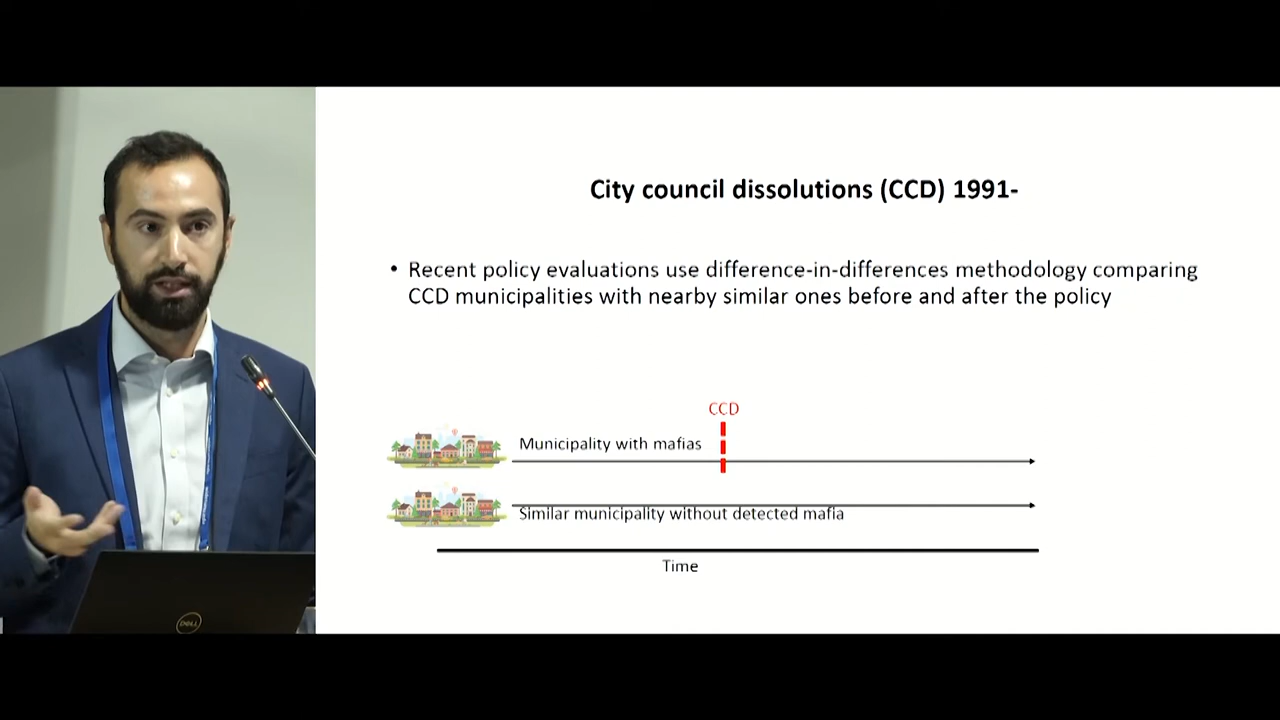 City council dissolutions (CCD) 1991-
• Recent policy evaluations use difference-in-differences methodology comparing
CCD municipalities with nearby similar ones before and after the policy
CCD
Municipality with mafias
Similar municipality without detected mafia
Time
DELL